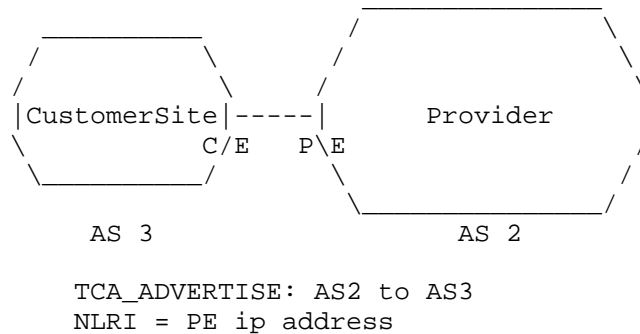 CustomerSite Provider
C/E P\E
AS 3 AS 2
TCA_ADVERTISE: AS2 to AS3
NLRI = PE ip address